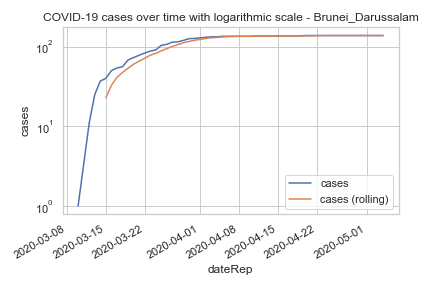 COVID-19 cases over time with logarithmic scale - Brunei_Darussalam
10²
10¹
10⁰
cases
cases
cases (rolling)
2020-03-08
2020-03-15
2020-03-22
2020-04-01
2020-04-08
2020-04-15
2020-04-22
2020-05-01
dateRep